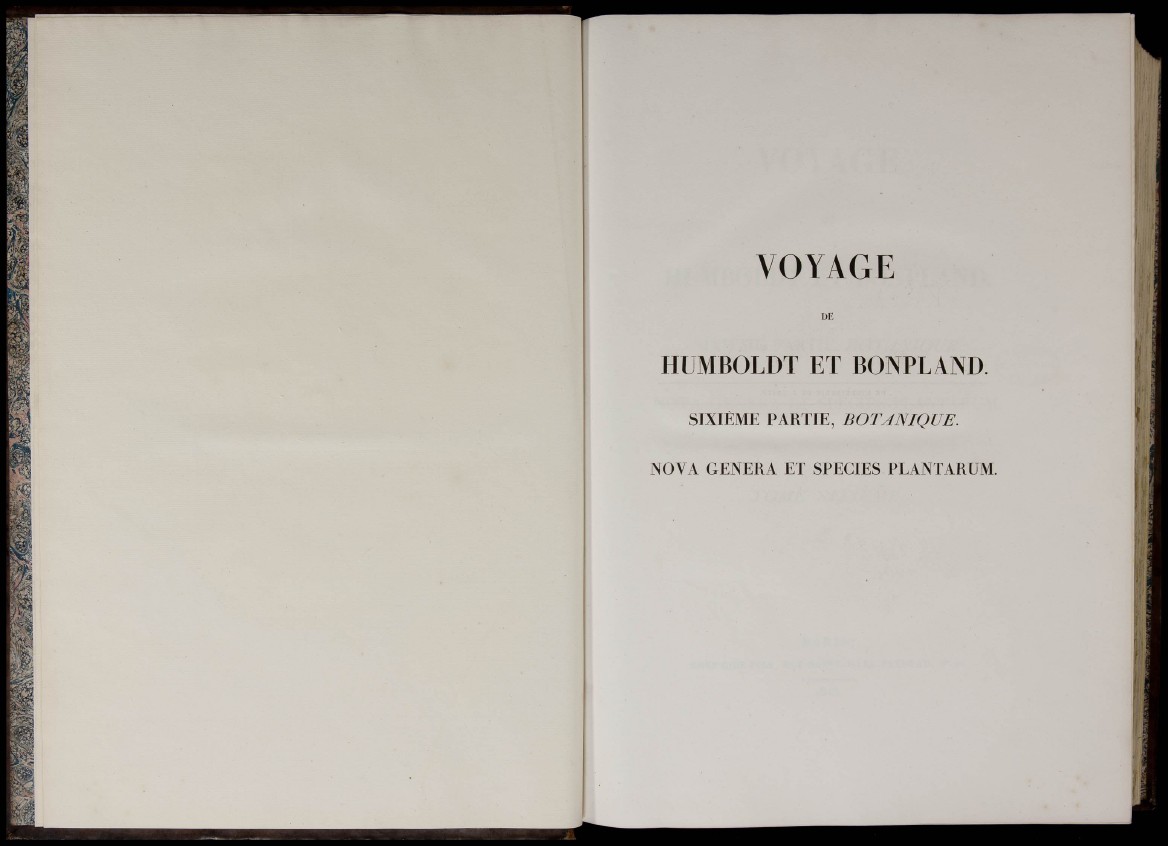 VOYAGE
DE
HUMBOLDT ET BONPLAND.
SIXIÈME PARTIE, BOTANIQUE.
NOVA GENERA ET SPECIES PLANTARUM.